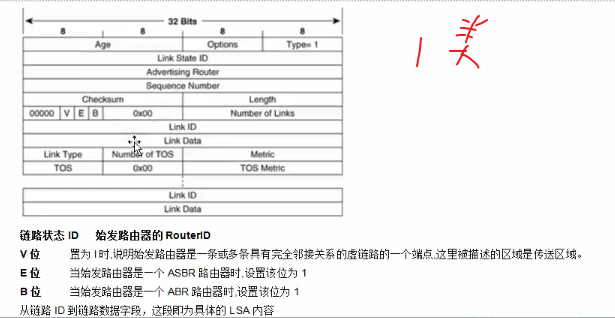 32 Bits
8 8 8 8
Age Options Type= 1
Link State ID
Advertising Router
Sequence Number
Checksum Length
00000 V E B 0x00 Number of Links
Link ID
Link Data
Link Type Number of TOS Metric
TOS 0x00 TOS Metric
Link ID
Link Data
1 类
链路状态 ID 始发路由器的 RouterID
V 位 置为 I 时,说明始发路由器是一条或多条具有完全邻接关系的虚链路的一个端点,这里被描述的区域是传送区域。
E 位 当始发路由器是一个 ASBR 路由器时,设置该位为 1
B 位 当始发路由器是一个 ABR 路由器时,设置该位为 1
从链路 ID 到链路数据字段，这段即为具体的 LSA 内容